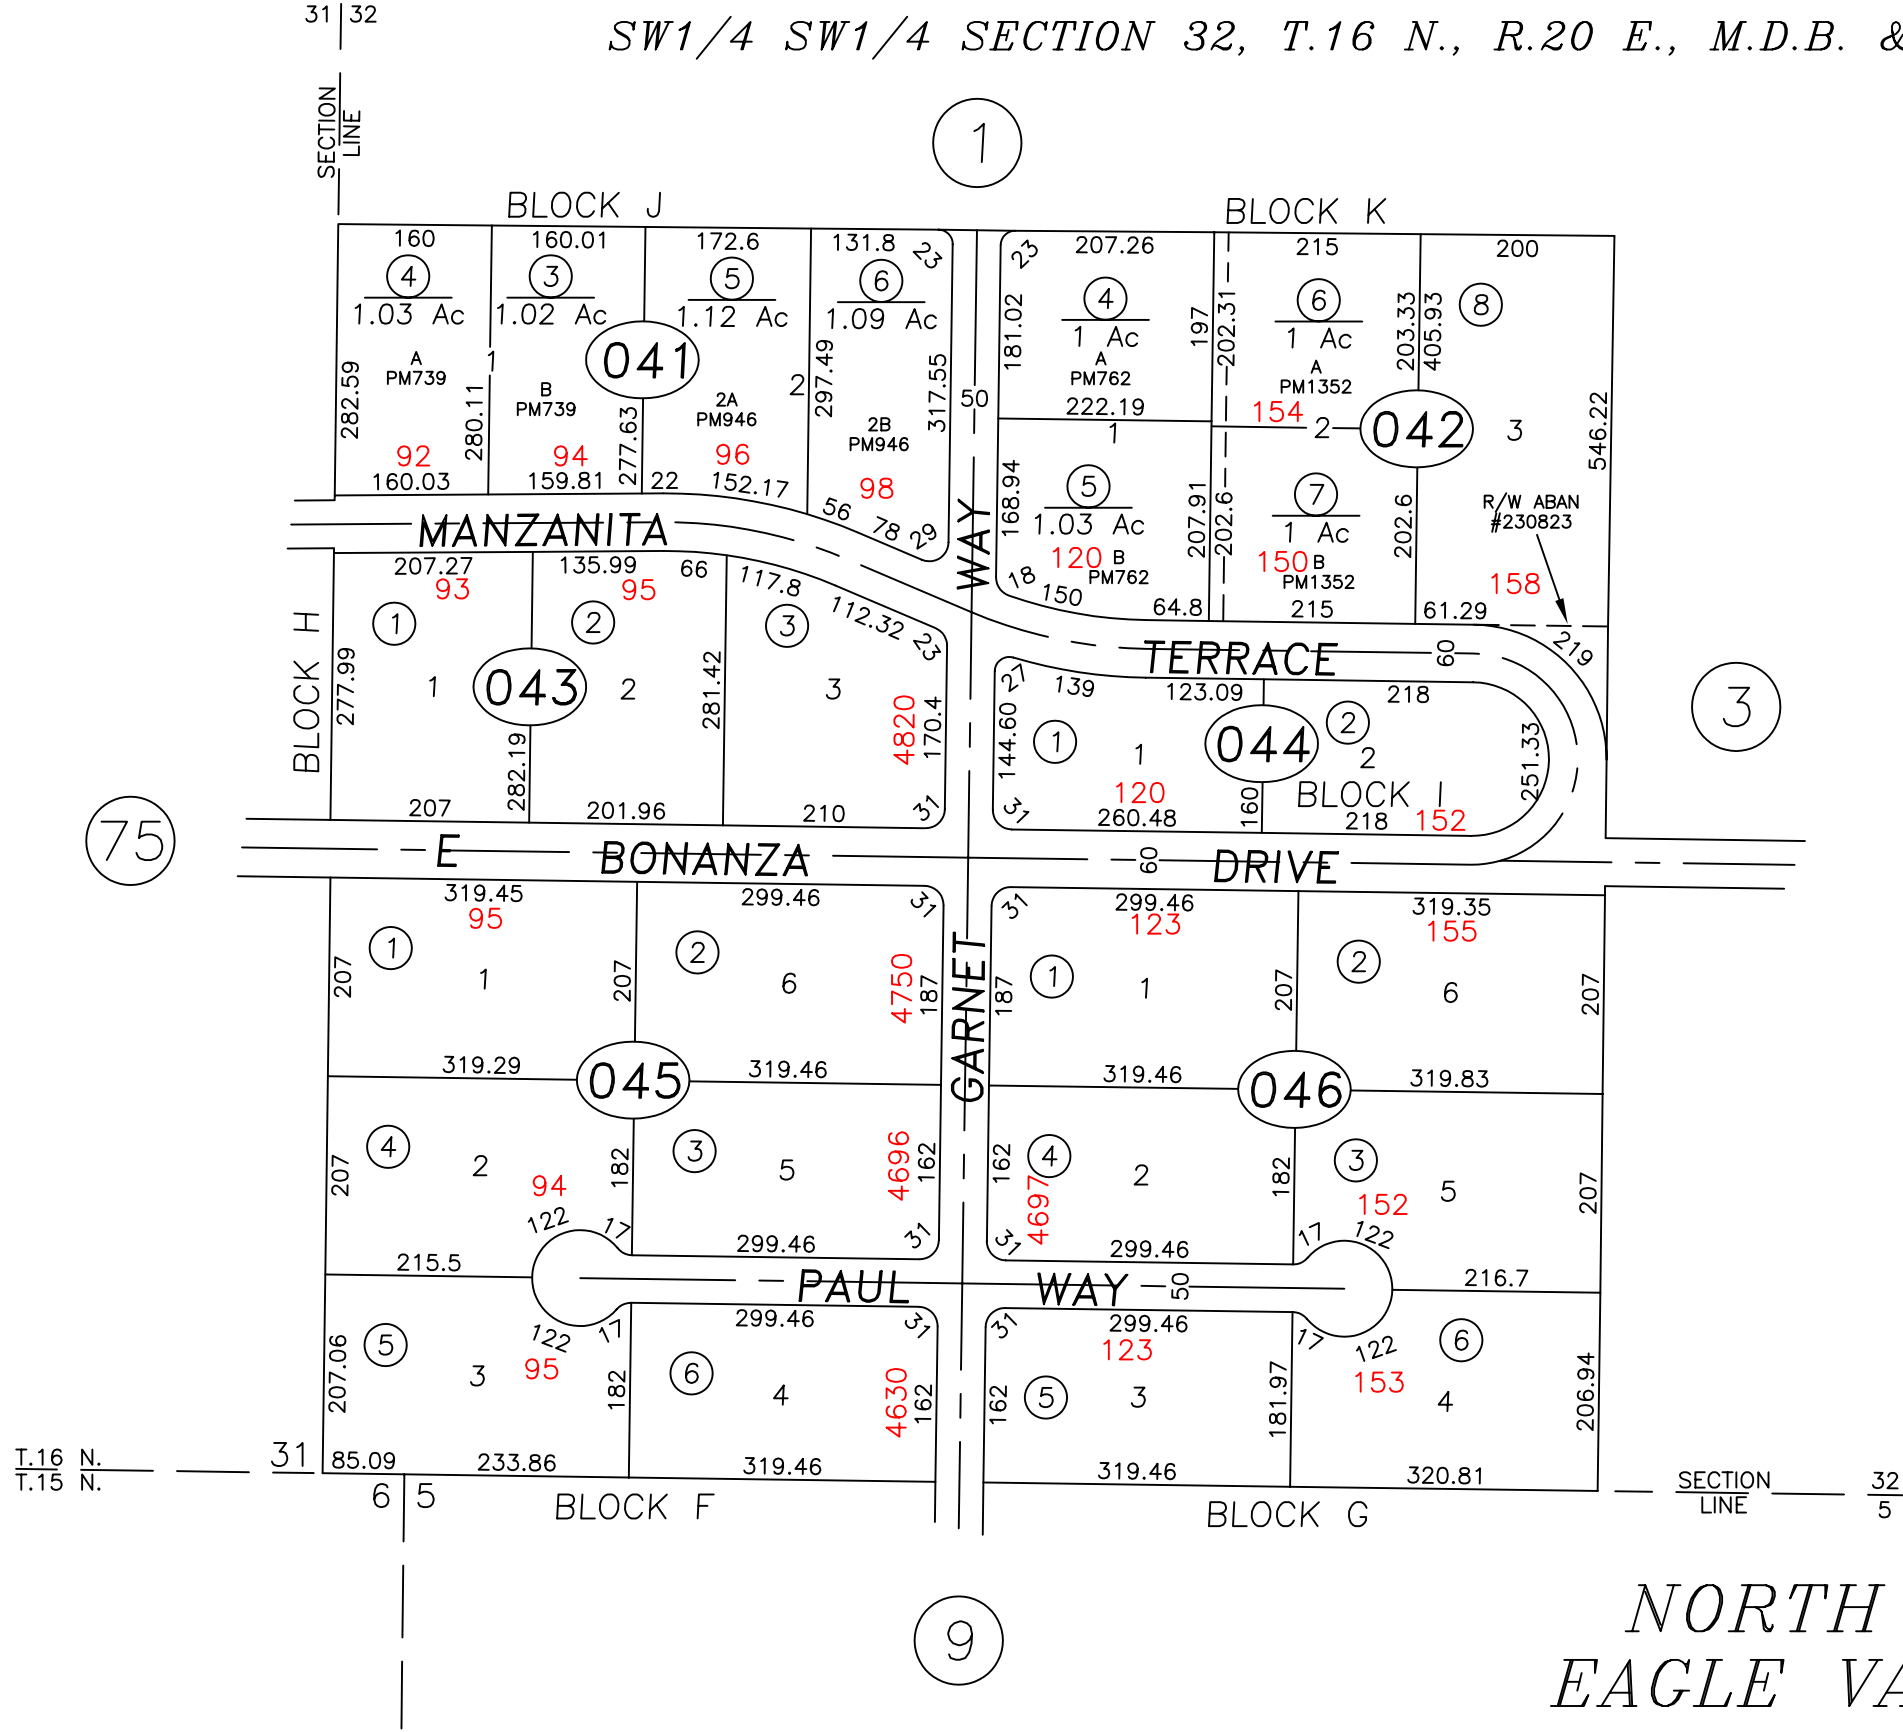 31 32
SW1/4 SW1/4 SECTION 32, T.16 N., R.20 E., M.D.B. &
SECTION
LINE
1
BLOCK J
BLOCK K
160 160.01 172.6 131.8 23 23 207.26 215 200
4 3 5 6 4 6 8
1.03 Ac 1.02 Ac 1.12 Ac 1.09 Ac 1 Ac 1 Ac
181.02 197 202.31 203.33 405.93
041
A
PM739
1
B
PM739
2A
PM946
2
2B
PM946
A
PM762
A
PM1352
282.59 280.11 277.63 297.49 317.55 50 222.19 154 2 042 3 546.22
92 94 96 98 1
160.03 159.81 22 152.17 56 78 29
168.94 5 207.91 202.6 7 202.6
1.03 Ac 1 Ac
R/W ABAN
#230823
120 B
PM762
150 B
PM1352
158
MANZANITA
WAY
18 150 64.8 215 61.29 219
207.27 135.99 66 117.8 112.32 23
93 95
1 2 3
BLOCK H
277.99 1 043 2 281.42 3 4820 170.4
282.19
TERRACE 60
27 139 123.09 218
144.60 1 1 044 2 2 251.33
3
120 160 BLOCK I
207 201.96 210 31 31 260.48 218 152
75
E BONANZA 60 DRIVE
319.45 299.46 31 31 299.46 319.35
95 123 155
1 2 1 2
207 1 207 6 4750 187 187 1 207 6 207
GARNET
319.29 045 319.46 319.46 046 319.83
4 3 4 3
207 2 182 5 4696 162 162 2 182 5 207
94 4697 152
122 17 31 31 17 122
215.5 299.46 299.46 216.7
PAUL WAY 50
299.46 31 31 299.46
122 17 17 122
95 123 153
5 6 5 6
207.06 3 182 4 4630 162 162 3 181.97 4 206.94
T.16 N.
T.15 N.
31 85.09 233.86 319.46 319.46 320.81
6 5
BLOCK F
BLOCK G
SECTION
LINE
32
5
9
NORTH
EAGLE VA